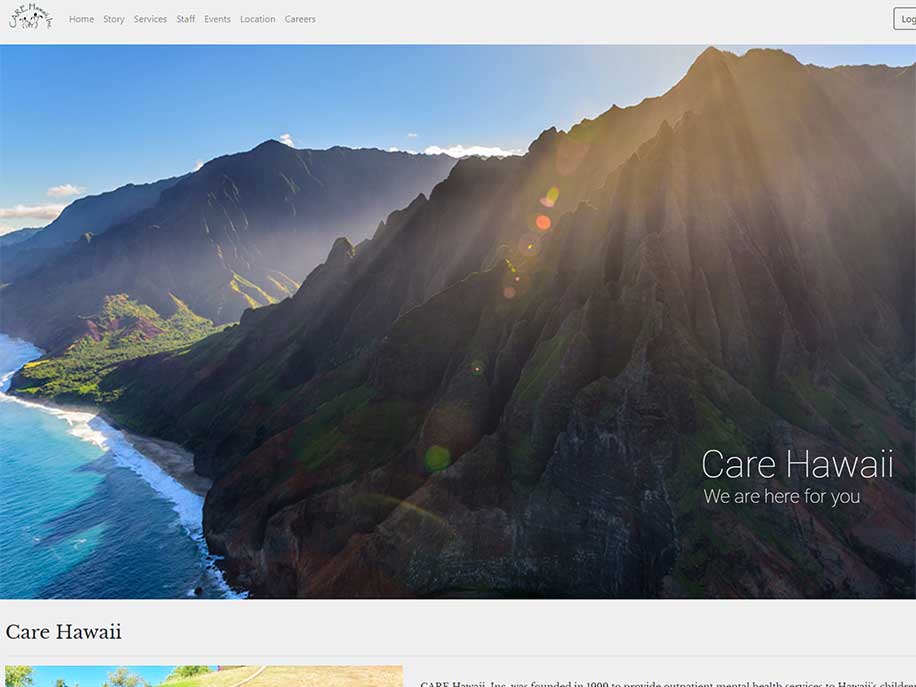 CARE Hawaii, Inc.
Home Story Services Staff Events Location Careers
Log
Care Hawaii
We are here for you
Care Hawaii
CARE Hawaii, Inc. was founded in 1999 to provide outpatient mental health services to Hawaii's children